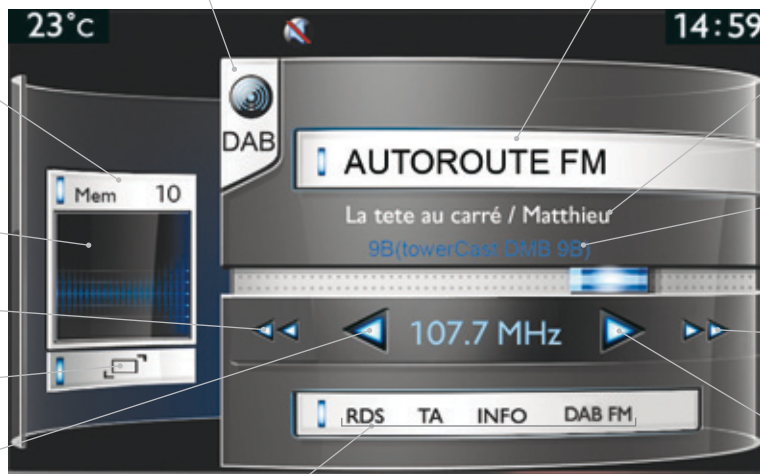 23°C 14:59
DAB
AUTOROUTE FM
Mem 10
La tete au carré / Matthieu
9B(towerCast DMB 9B)
107.7 MHz
RDS TA INFO DAB FM